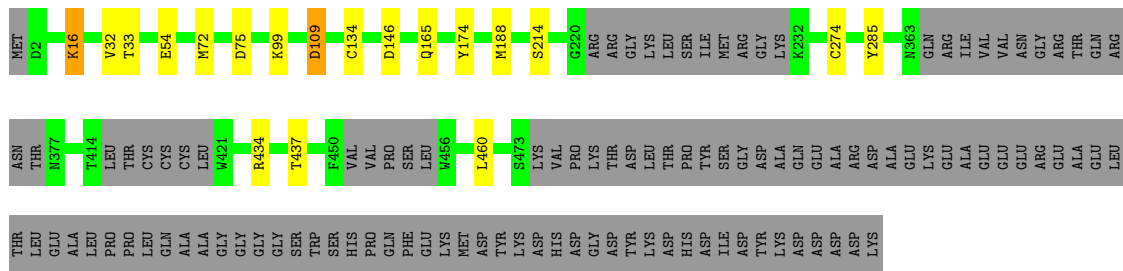 MET D2 K16 V32 T33 E54 M72 D75 K99 D109 C134 D146 Q165 Y174 M188 S214 G220 ARG ARG GLY LYS LEU SER ILE MET ARG GLY LYS K232 C274 Y285 N363 GLN ARG ILE VAL VAL ASN GLY ARG THR GLN ARG
ASN THR N377 T414 LEU THR CYS CYS CYS LEU W421 R434 T437 F450 VAL VAL PRO SER LEU W456 L460 S473 LYS VAL PRO LYS THR ASP LEU THR PRO TYR SER GLY ASP ALA GLN GLU ALA ARG ASP ALA GLU LYS GLU ALA GLU GLU GLU ARG GLU ALA GLU LEU
THR LEU GLU ALA LEU PRO PRO LEU GLN ALA ALA GLY GLY GLY GLY SER TRP SER HIS PRO GLN PHE GLU LYS MET ASP TYR LYS ASP HIS ASP GLY ASP TYR LYS ASP HIS ASP ILE ASP TYR LYS ASP ASP ASP ASP LYS